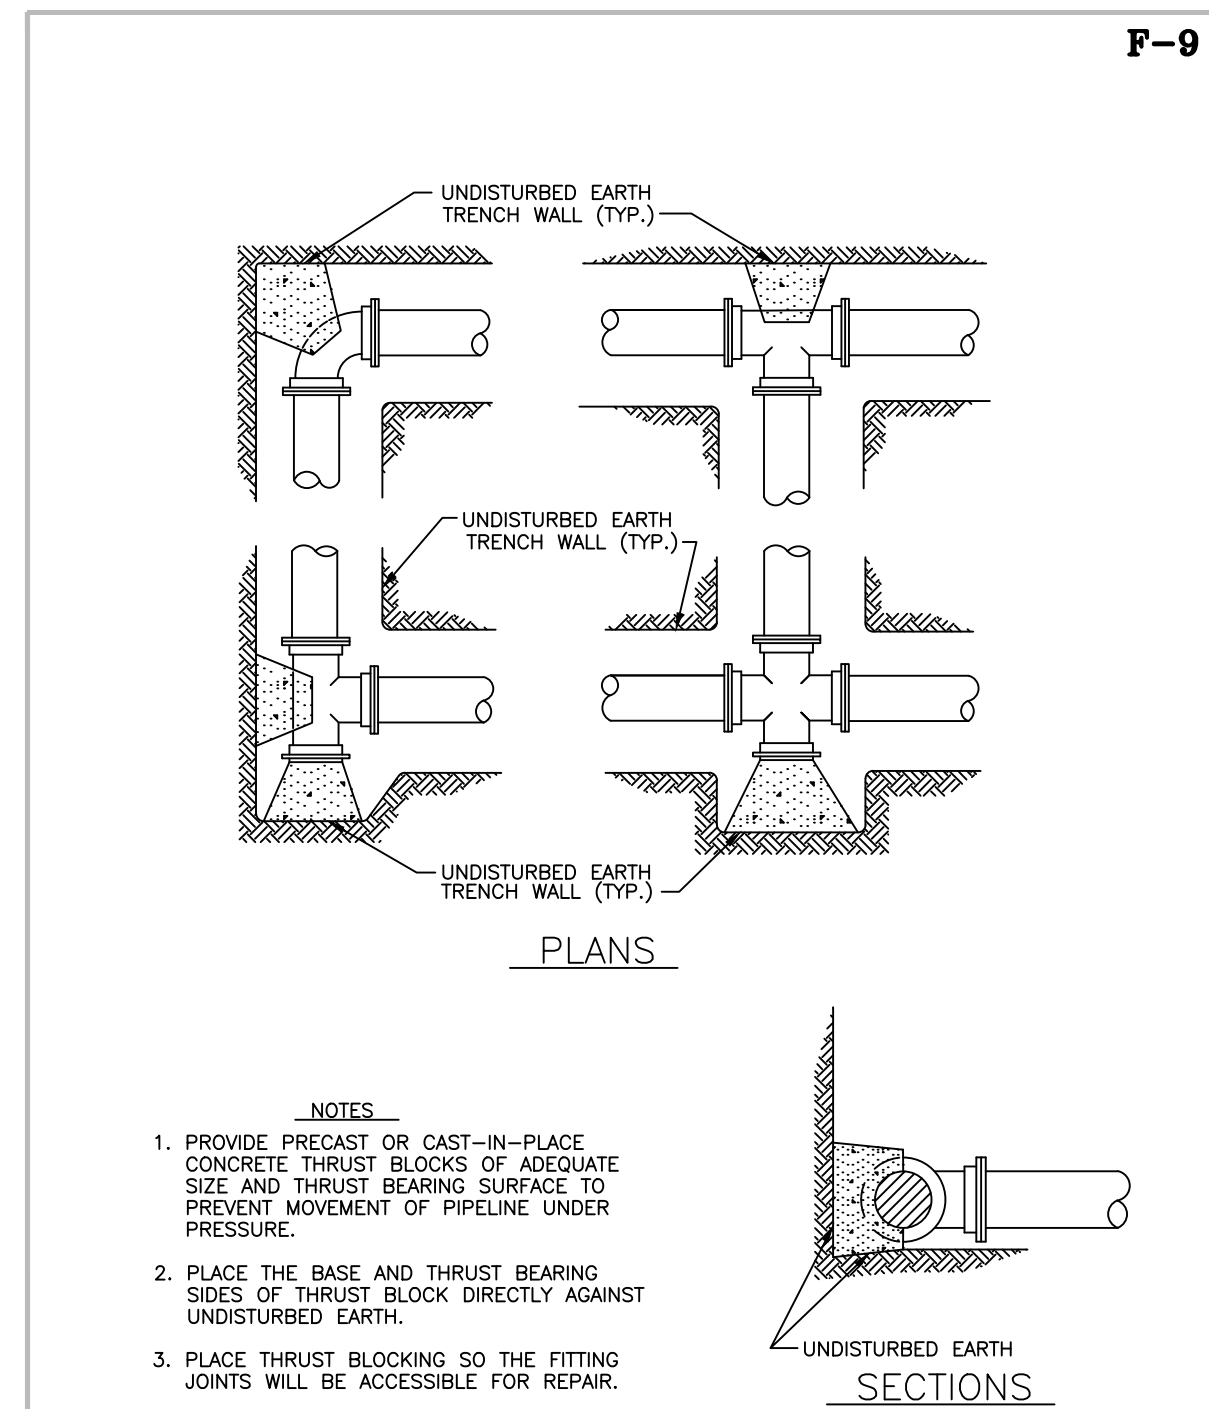 F-9
UNDISTURBED EARTH
TRENCH WALL (TYP.)
UNDISTURBED EARTH
TRENCH WALL (TYP.)
UNDISTURBED EARTH
TRENCH WALL (TYP.)
PLANS
NOTES
1. PROVIDE PRECAST OR CAST-IN-PLACE
CONCRETE THRUST BLOCKS OF ADEQUATE
SIZE AND THRUST BEARING SURFACE TO
PREVENT MOVEMENT OF PIPELINE UNDER
PRESSURE.
2. PLACE THE BASE AND THRUST BEARING
SIDES OF THRUST BLOCK DIRECTLY AGAINST
UNDISTURBED EARTH.
3. PLACE THRUST BLOCKING SO THE FITTING
JOINTS WILL BE ACCESSIBLE FOR REPAIR.
UNDISTURBED EARTH
SECTIONS